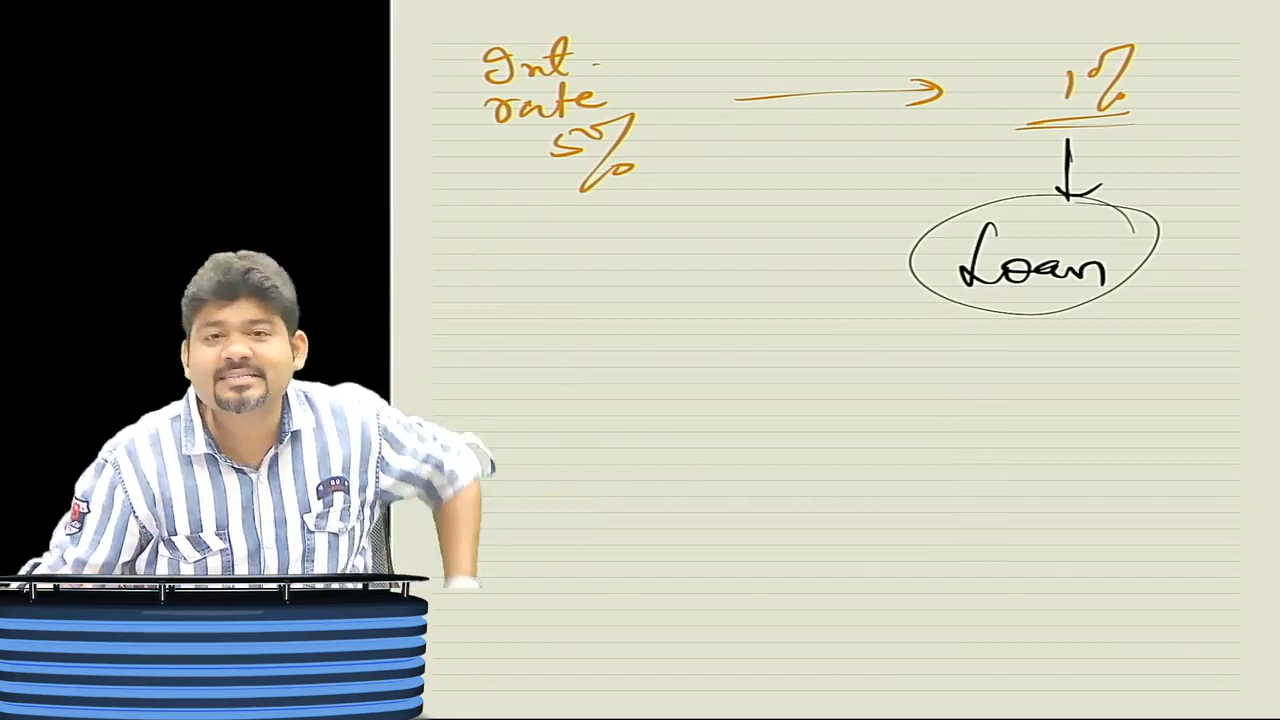 Int.
rate
5%
→ 1%
↓
Loan